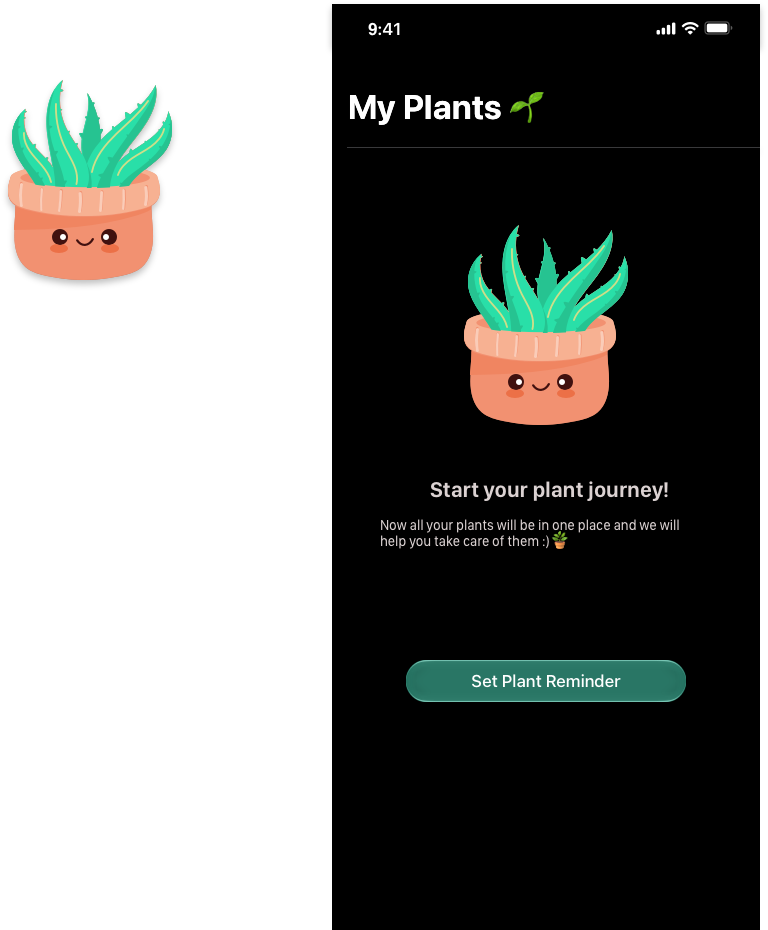 9:41
My Plants 🌱
Start your plant journey!
Now all your plants will be in one place and we will
help you take care of them :)🪴
Set Plant Reminder